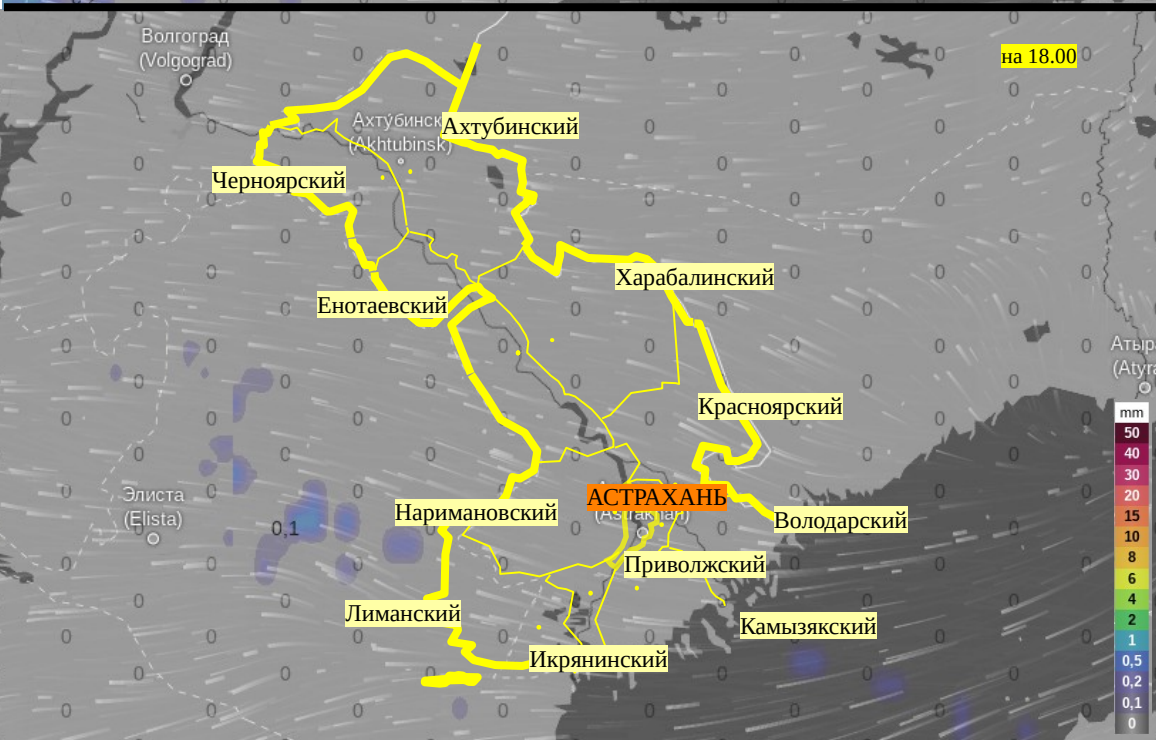 Волгоград
(Volgograd)
на 18.00
Ахтубинск
Ахтубинский
(Akhtubinsk)
Черноярский
Харабалинский
Енотаевский
Атыра
(Atyra
Красноярский
mm
50
40
30
20
15
10
8
6
4
2
1
0,5
0,2
0,1
0
Элиста
(Elista)
АСТРАХАНЬ
(Astrakhan)
Наримановский
Володарский
0,1
Приволжский
Лиманский
Камызякский
Икрянинский